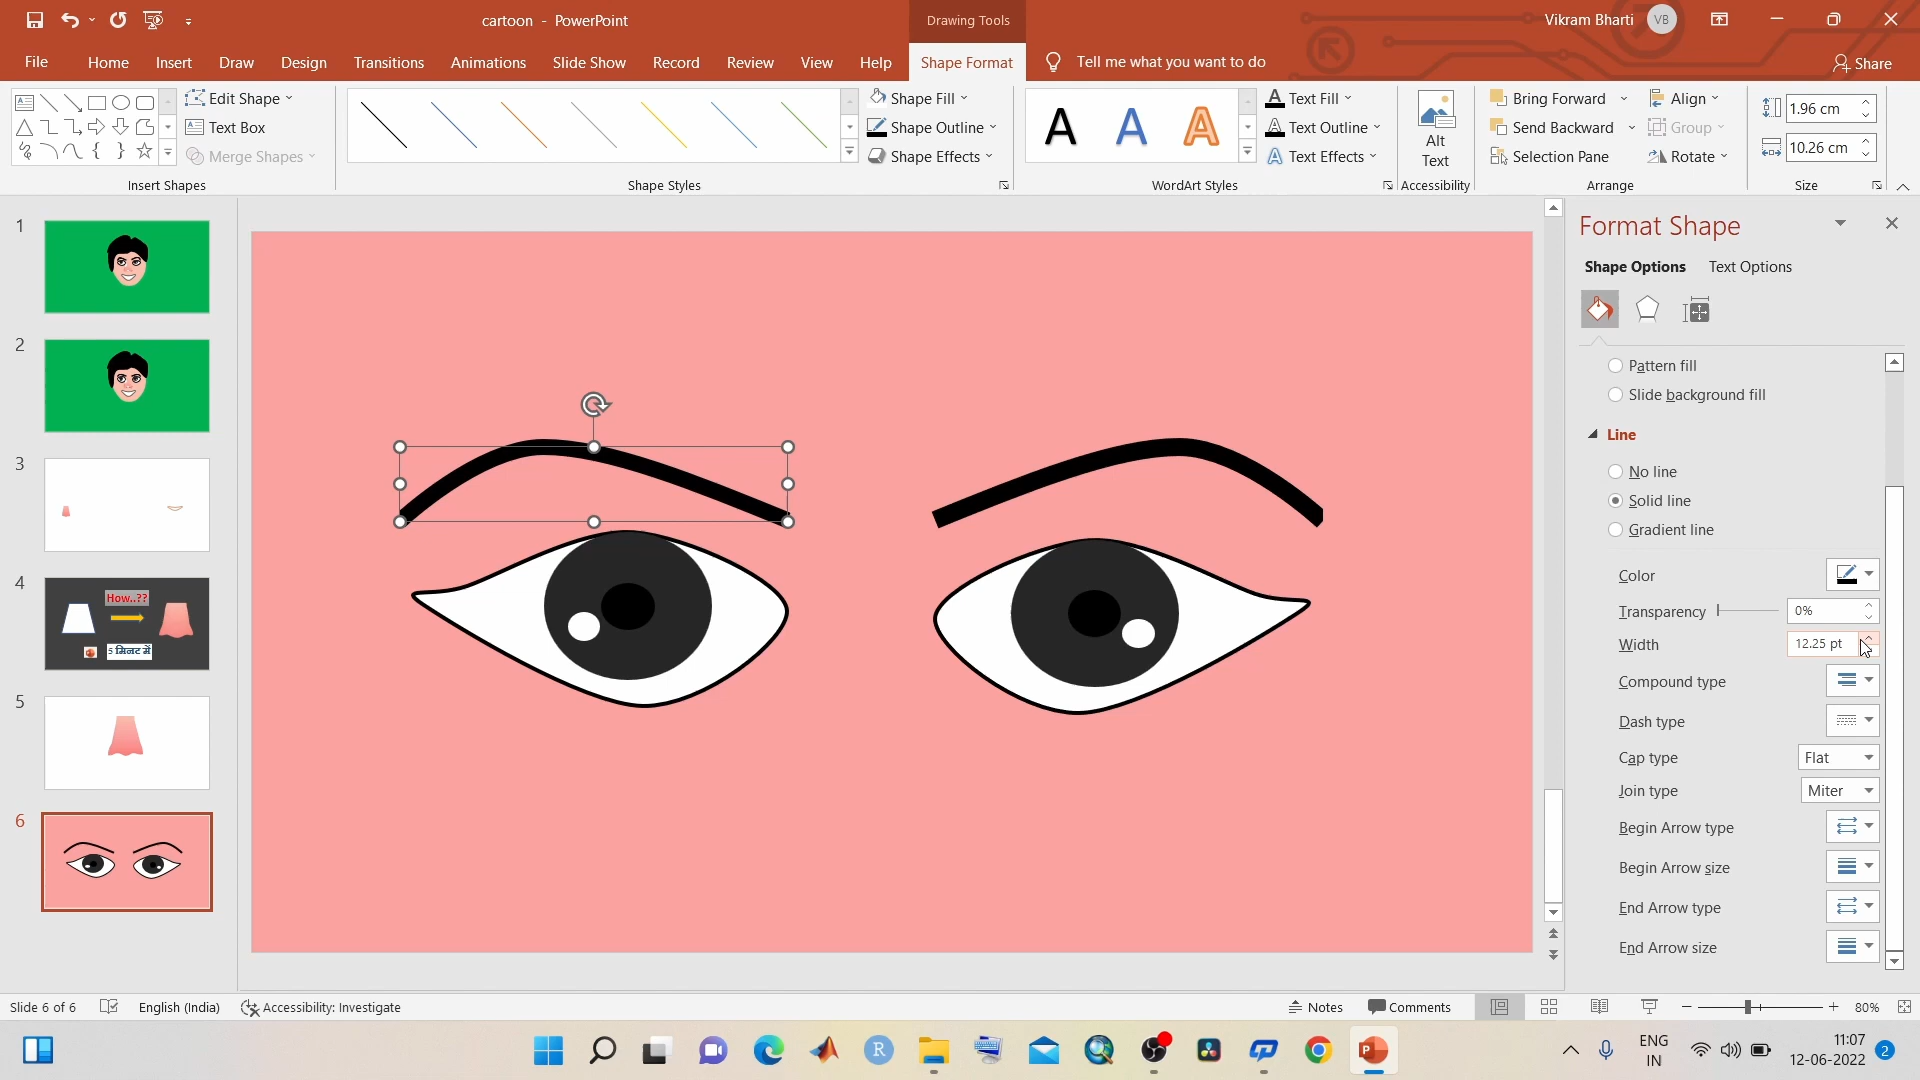 cartoon - PowerPoint
Drawing Tools
Vikram Bharti
VB
File
Home
Insert
Draw
Design
Transitions
Animations
Slide Show
Record
Review
View
Help
Shape Format
Tell me what you want to do
Share
Edit Shape
Text Box
Merge Shapes
Insert Shapes
Shape Fill
Shape Outline
Shape Effects
Shape Styles
A A A
Text Fill
Text Outline
Text Effects
WordArt Styles
Alt
Text
Accessibility
Bring Forward
Send Backward
Selection Pane
Align
Group
Rotate
Arrange
1.96 cm
10.26 cm
Size
1
2
3
4
How..??
5 मिनट में
5
6
Format Shape
Shape Options
Text Options
Pattern fill
Slide background fill
Line
No line
Solid line
Gradient line
Color
Transparency
0%
Width
12.25 pt
Compound type
Dash type
Cap type
Flat
Join type
Miter
Begin Arrow type
Begin Arrow size
End Arrow type
End Arrow size
Slide 6 of 6
English (India)
Accessibility: Investigate
Notes
Comments
80%
ENG
IN
11:07
12-06-2022
2